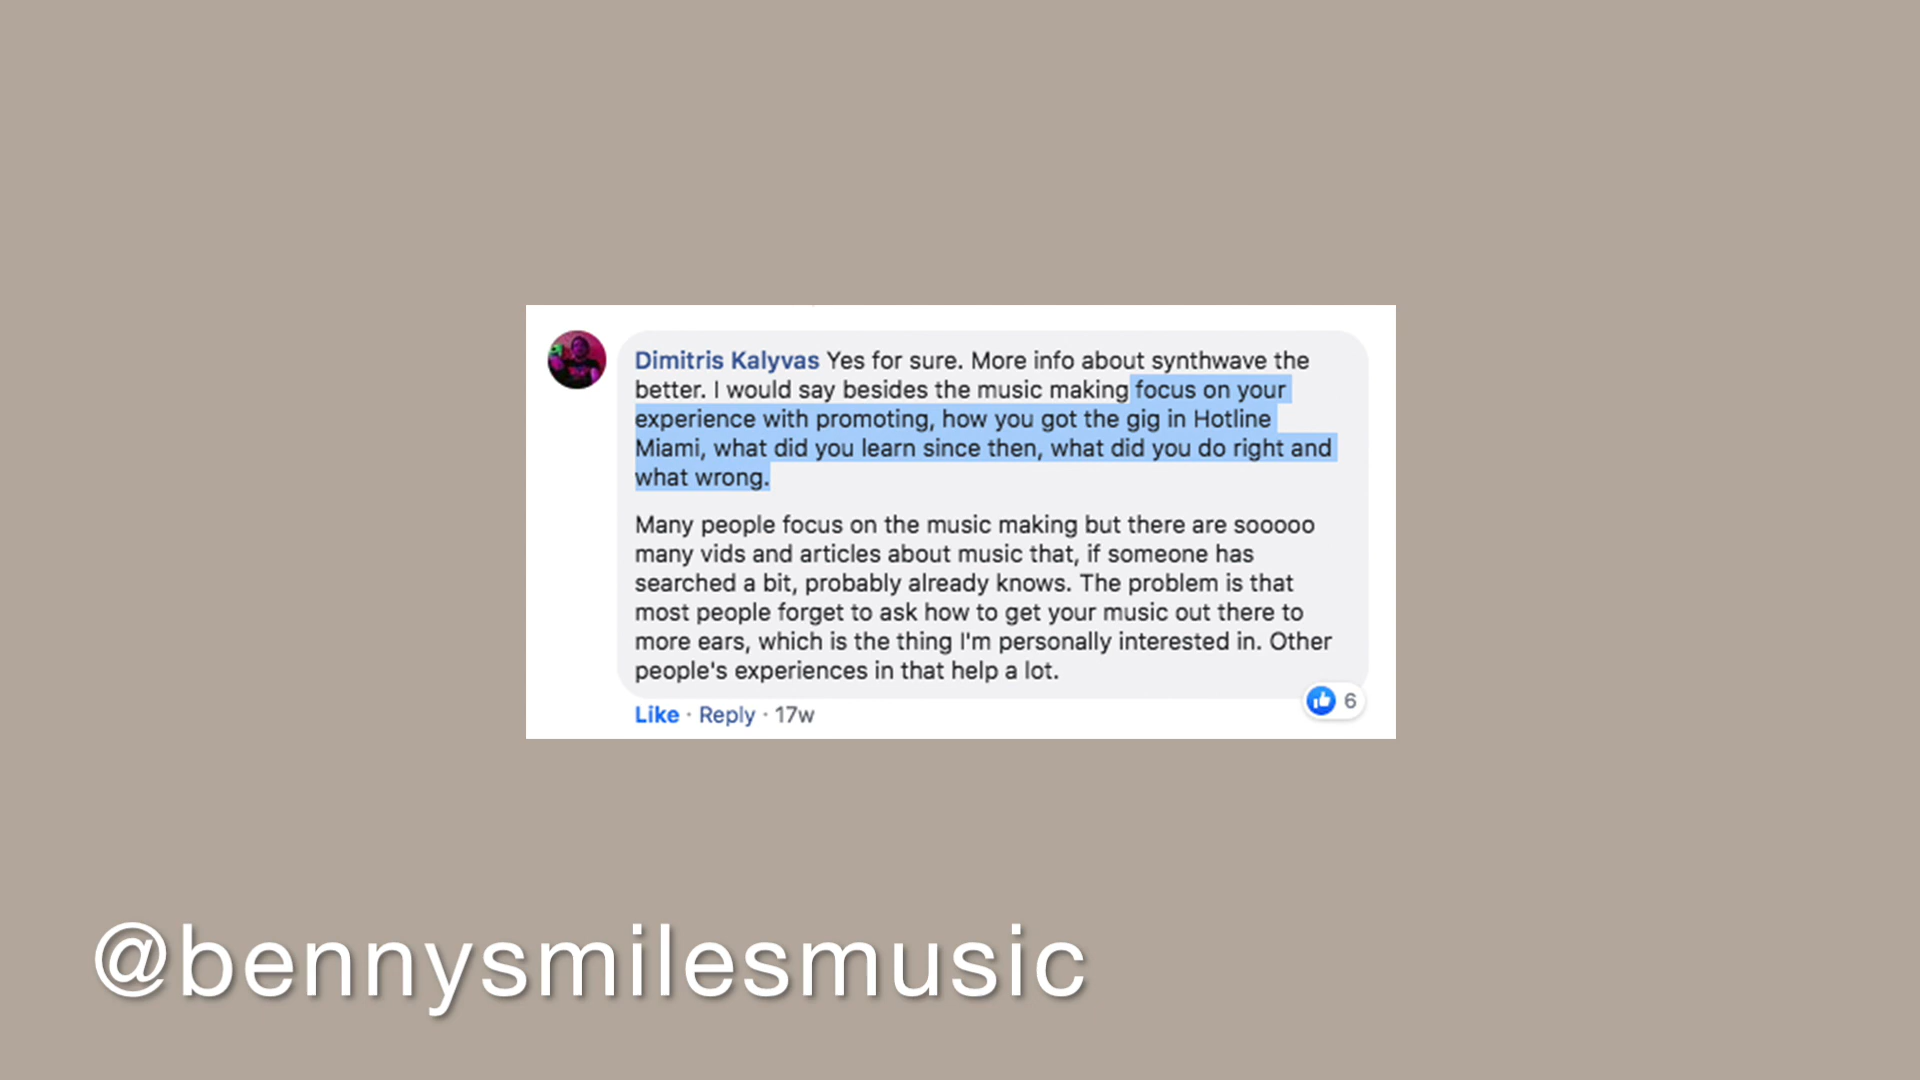 Dimitris Kalyvas Yes for sure. More info about synthwave the
better. I would say besides the music making focus on your
experience with promoting, how you got the gig in Hotline
Miami, what did you learn since then, what did you do right and
what wrong.
Many people focus on the music making but there are sooooo
many vids and articles about music that, if someone has
searched a bit, probably already knows. The problem is that
most people forget to ask how to get your music out there to
more ears, which is the thing I'm personally interested in. Other
people's experiences in that help a lot.
6
Like · Reply · 17w
@bennysmilesmusic